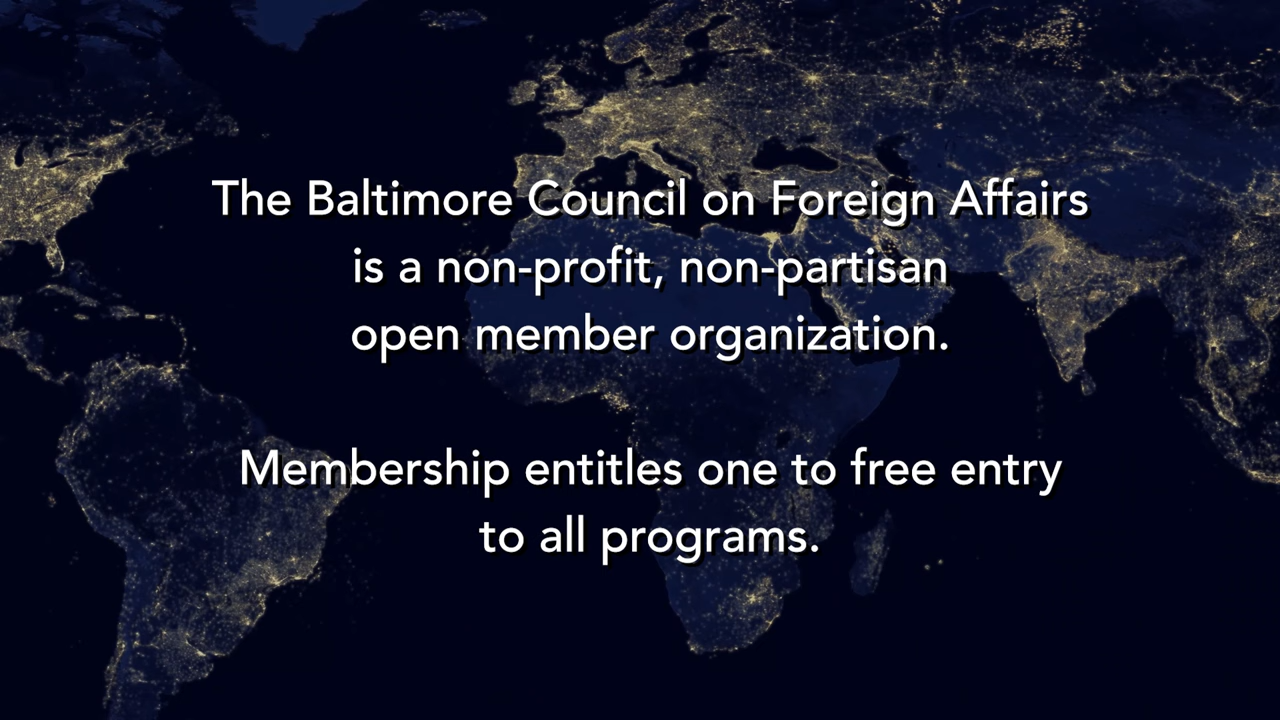 The Baltimore Council on Foreign Affairs
is a non-profit, non-partisan
open member organization.
Membership entitles one to free entry
to all programs.